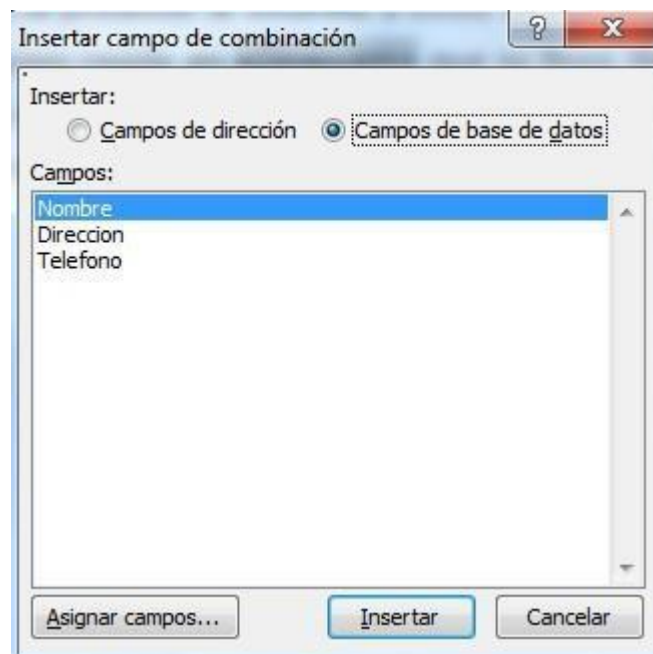 Insertar campo de combinación
Insertar:
Campos de dirección Campos de base de datos
Campos:
Nombre
Direccion
Telefono
Asignar campos... Insertar Cancelar